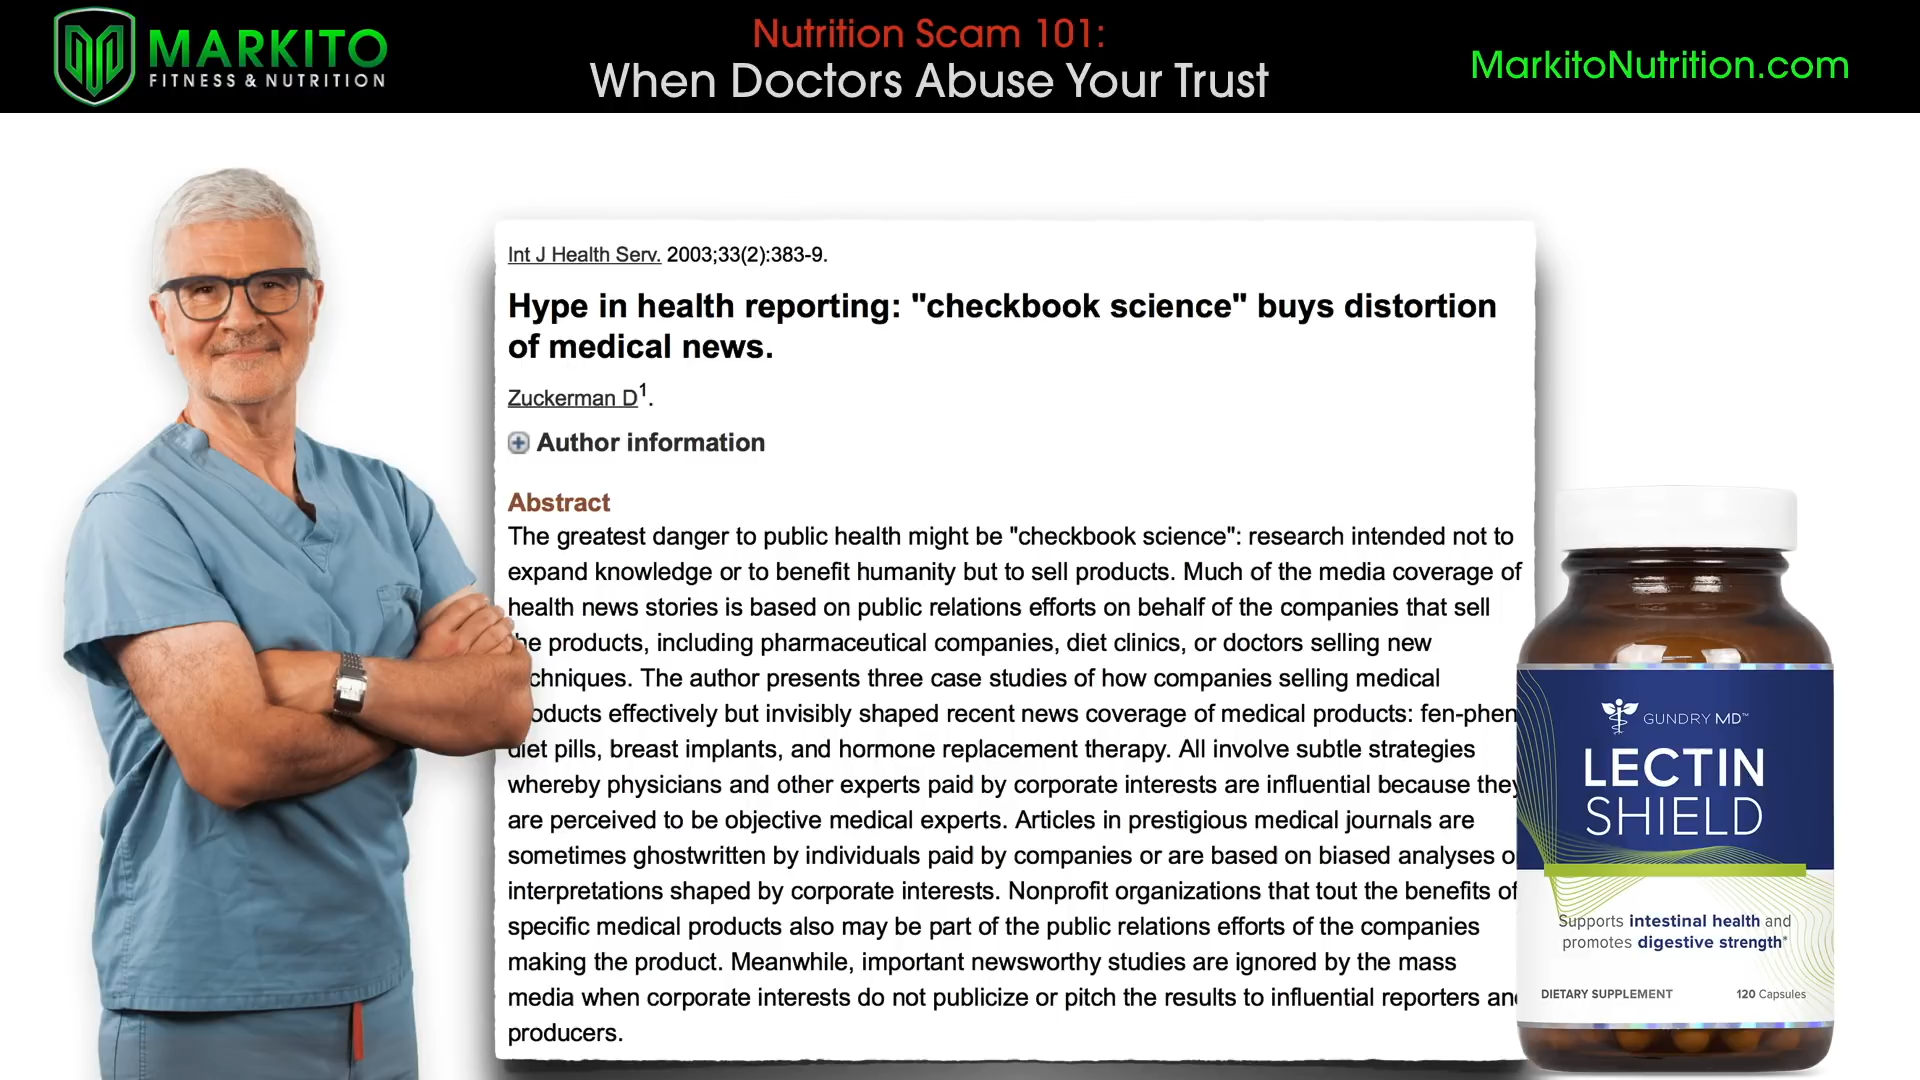 MARKITO
FITNESS & NUTRITION
Nutrition Scam 101:
When Doctors Abuse Your Trust
MarkitoNutrition.com
Int J Health Serv. 2003;33(2):383-9.
Hype in health reporting: "checkbook science" buys distortion
of medical news.
Zuckerman D1.
Author information
Abstract
The greatest danger to public health might be "checkbook science": research intended not to
expand knowledge or to benefit humanity but to sell products. Much of the media coverage of
health news stories is based on public relations efforts on behalf of the companies that sell
he products, including pharmaceutical companies, diet clinics, or doctors selling new
chniques. The author presents three case studies of how companies selling medical
oducts effectively but invisibly shaped recent news coverage of medical products: fen-phen
diet pills, breast implants, and hormone replacement therapy. All involve subtle strategies
whereby physicians and other experts paid by corporate interests are influential because they
are perceived to be objective medical experts. Articles in prestigious medical journals are
sometimes ghostwritten by individuals paid by companies or are based on biased analyses o
interpretations shaped by corporate interests. Nonprofit organizations that tout the benefits of
specific medical products also may be part of the public relations efforts of the companies
making the product. Meanwhile, important newsworthy studies are ignored by the mass
media when corporate interests do not publicize or pitch the results to influential reporters and
producers.
GUNDRY MD™
LECTIN
SHIELD
Supports intestinal health and
promotes digestive strength*
DIETARY SUPPLEMENT
120 Capsules